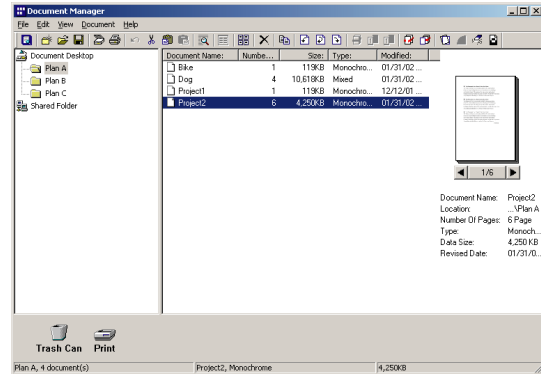 Document Manager
File Edit View Document Help
Document Desktop
Plan A
Plan B
Plan C
Shared Folder
Document Name: Numbe... Size: Type: Modified:
Bike 1 119KB Monochro... 01/31/02 ...
Dog 4 10,618KB Mixed 01/31/02 ...
Project1 1 119KB Monochro... 12/12/01 ...
Project2 6 4,250KB Monochro... 01/31/02 ...
1/6
Document Name: Project2
Location: ...\Plan A
Number Of Pages: 6 Page
Type: Monoch...
Data Size: 4,250 KB
Revised Date: 01/31/0...
Trash Can Print
Plan A, 4 document(s) Project2, Monochrome 4,250KB